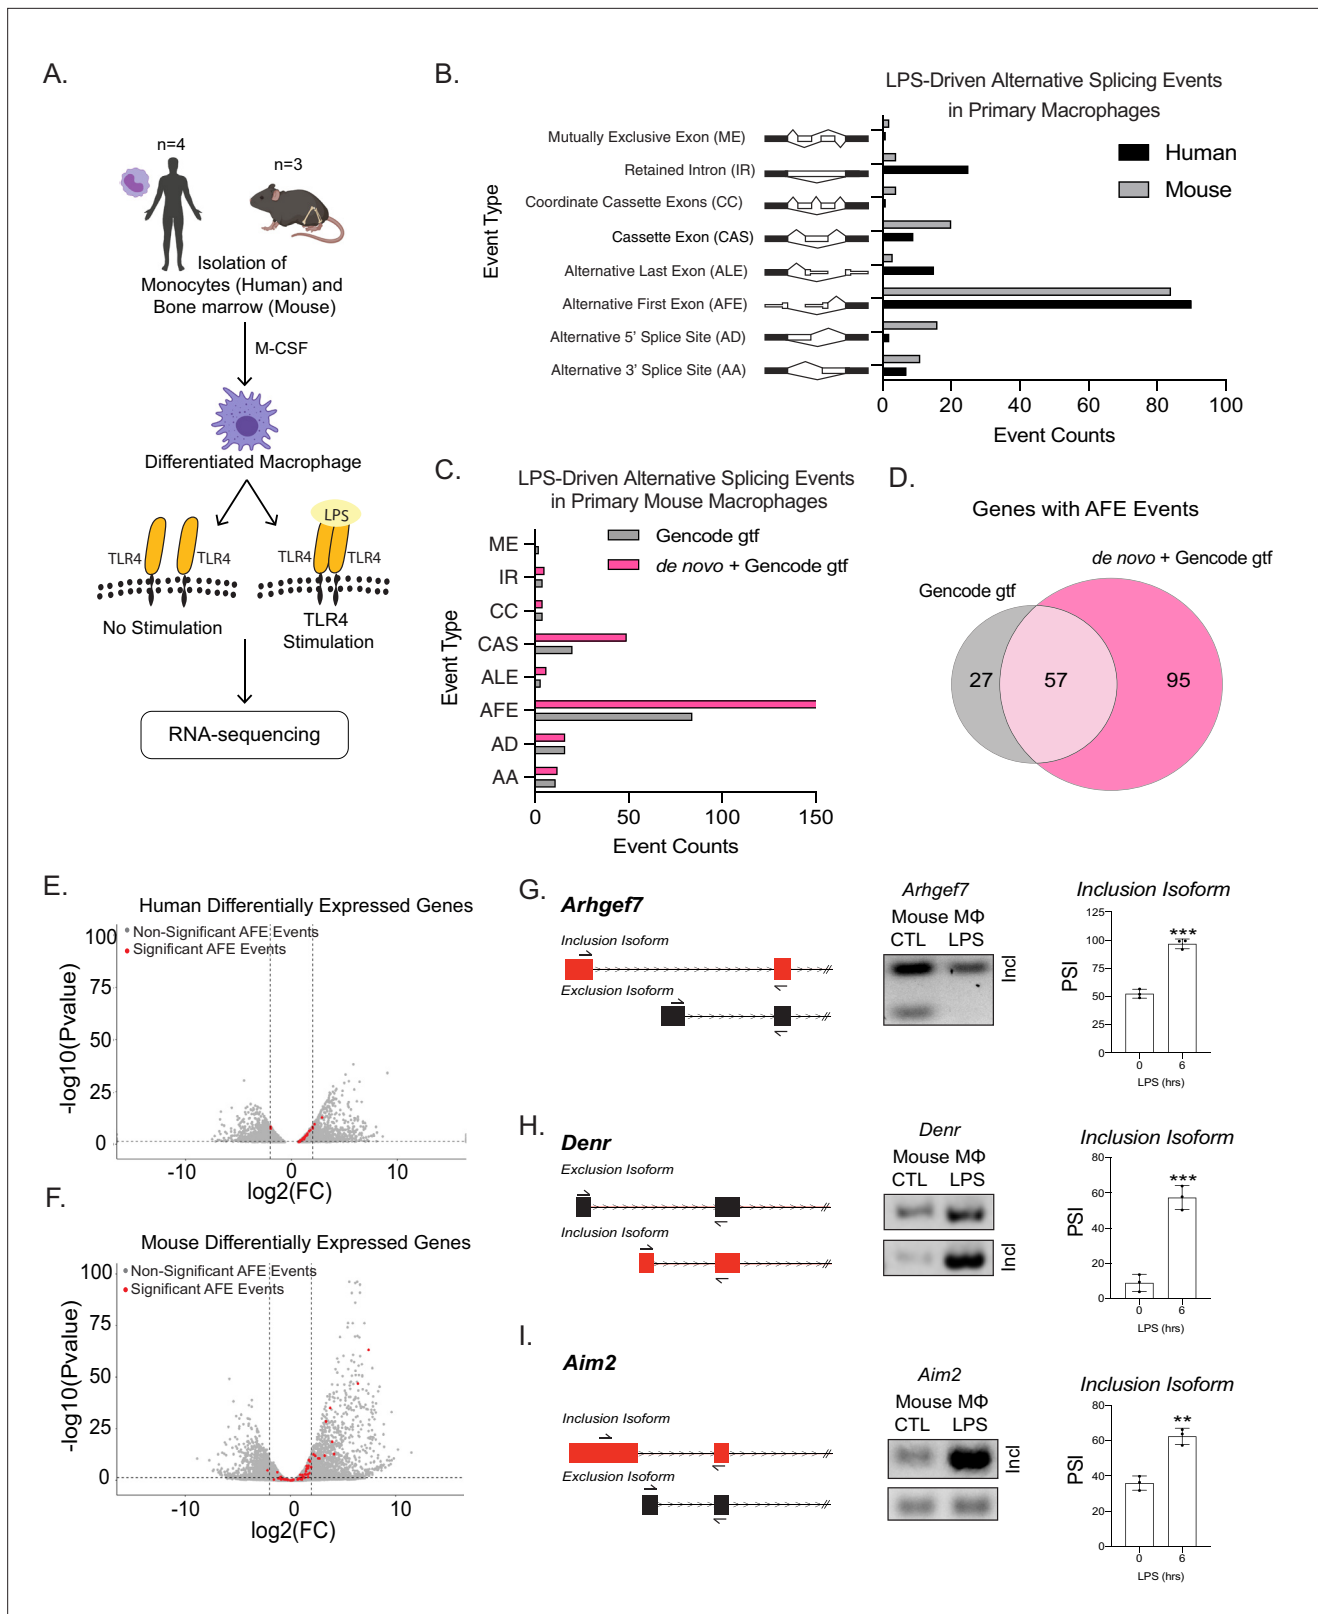 A.
n=4
n=3
Isolation of
Monocytes (Human) and
Bone marrow (Mouse)
M-CSF
Differentiated Macrophage
LPS
TLR4
TLR4
TLR4
TLR4
No Stimulation
TLR4
Stimulation
RNA-sequencing
B.
LPS-Driven Alternative Splicing Events
in Primary Macrophages
Human
Mouse
Event Type
Mutually Exclusive Exon (ME)
Retained Intron (IR)
Coordinate Cassette Exons (CC)
Cassette Exon (CAS)
Alternative Last Exon (ALE)
Alternative First Exon (AFE)
Alternative 5' Splice Site (AD)
Alternative 3' Splice Site (AA)
0 20 40 60 80 100
Event Counts
C.
LPS-Driven Alternative Splicing Events
in Primary Mouse Macrophages
Gencode gtf
de novo + Gencode gtf
Event Type
ME
IR
CC
CAS
ALE
AFE
AD
AA
0 50 100 150
Event Counts
D.
Genes with AFE Events
de novo + Gencode gtf
Gencode gtf
27 57 95
E.
Human Differentially Expressed Genes
Non-Significant AFE Events
Significant AFE Events
-log10(Pvalue)
100
75
50
25
0
-10 0 10
log2(FC)
F.
Mouse Differentially Expressed Genes
Non-Significant AFE Events
Significant AFE Events
-log10(Pvalue)
100
75
50
25
0
-10 0 10
log2(FC)
G.
Arhgef7
Inclusion Isoform
Exclusion Isoform
Arhgef7
Mouse MΦ
CTL LPS
Incl
Inclusion Isoform
PSI
125
100
75
50
25
0
***
0 6
LPS (hrs)
H.
Denr
Exclusion Isoform
Inclusion Isoform
Denr
Mouse MΦ
CTL LPS
Incl
Inclusion Isoform
PSI
80
60
40
20
0
***
0 6
LPS (hrs)
I.
Aim2
Inclusion Isoform
Exclusion Isoform
Aim2
Mouse MΦ
CTL LPS
Incl
Inclusion Isoform
PSI
80
60
40
20
0
**
0 6
LPS (hrs)